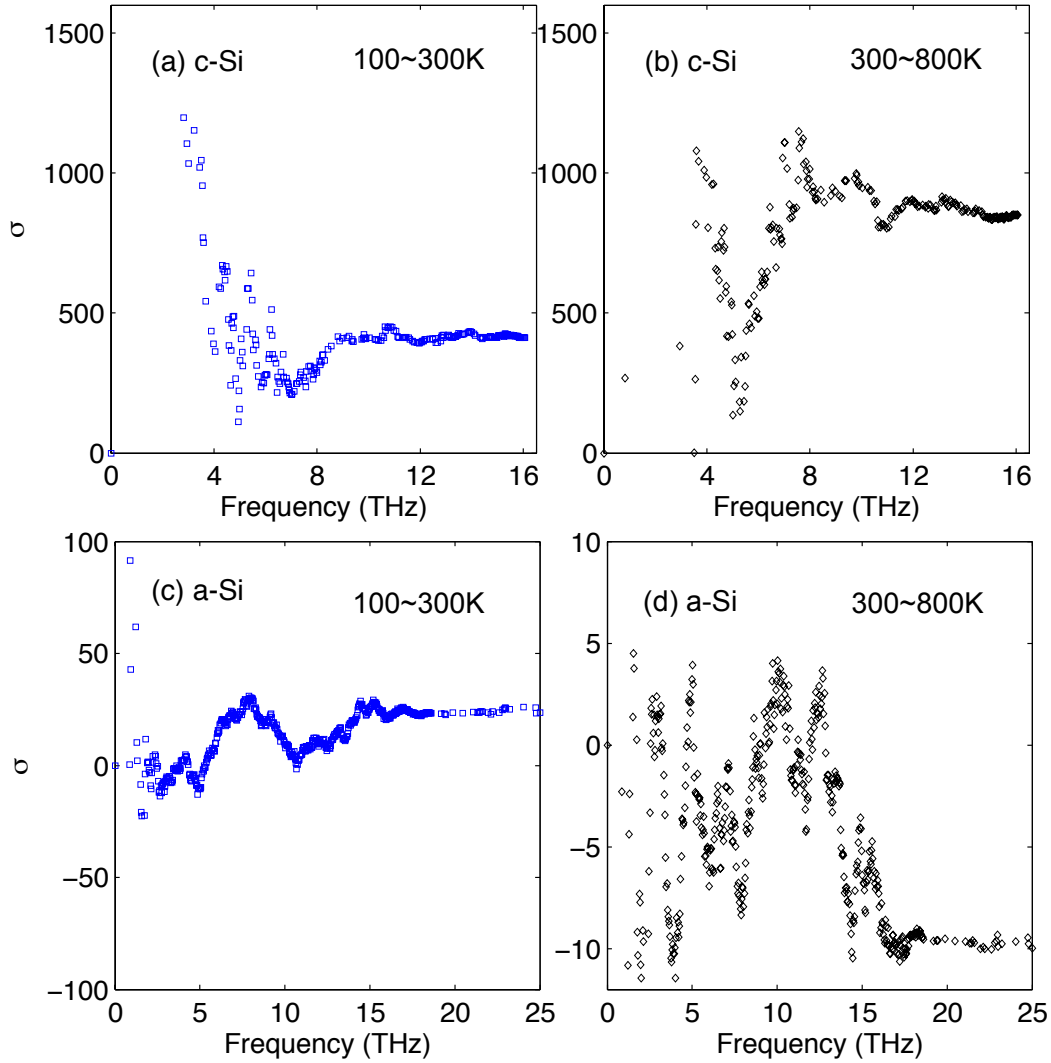 1500
1000
500
0
σ
(a) c-Si
100~300K
0
4
8
12
16
Frequency (THz)
1500
1000
500
0
(b) c-Si
300~800K
0
4
8
12
16
Frequency (THz)
100
50
0
−50
−100
σ
(c) a-Si
100~300K
0
5
10
15
20
25
Frequency (THz)
10
5
0
−5
−10
(d) a-Si
300~800K
0
5
10
15
20
25
Frequency (THz)